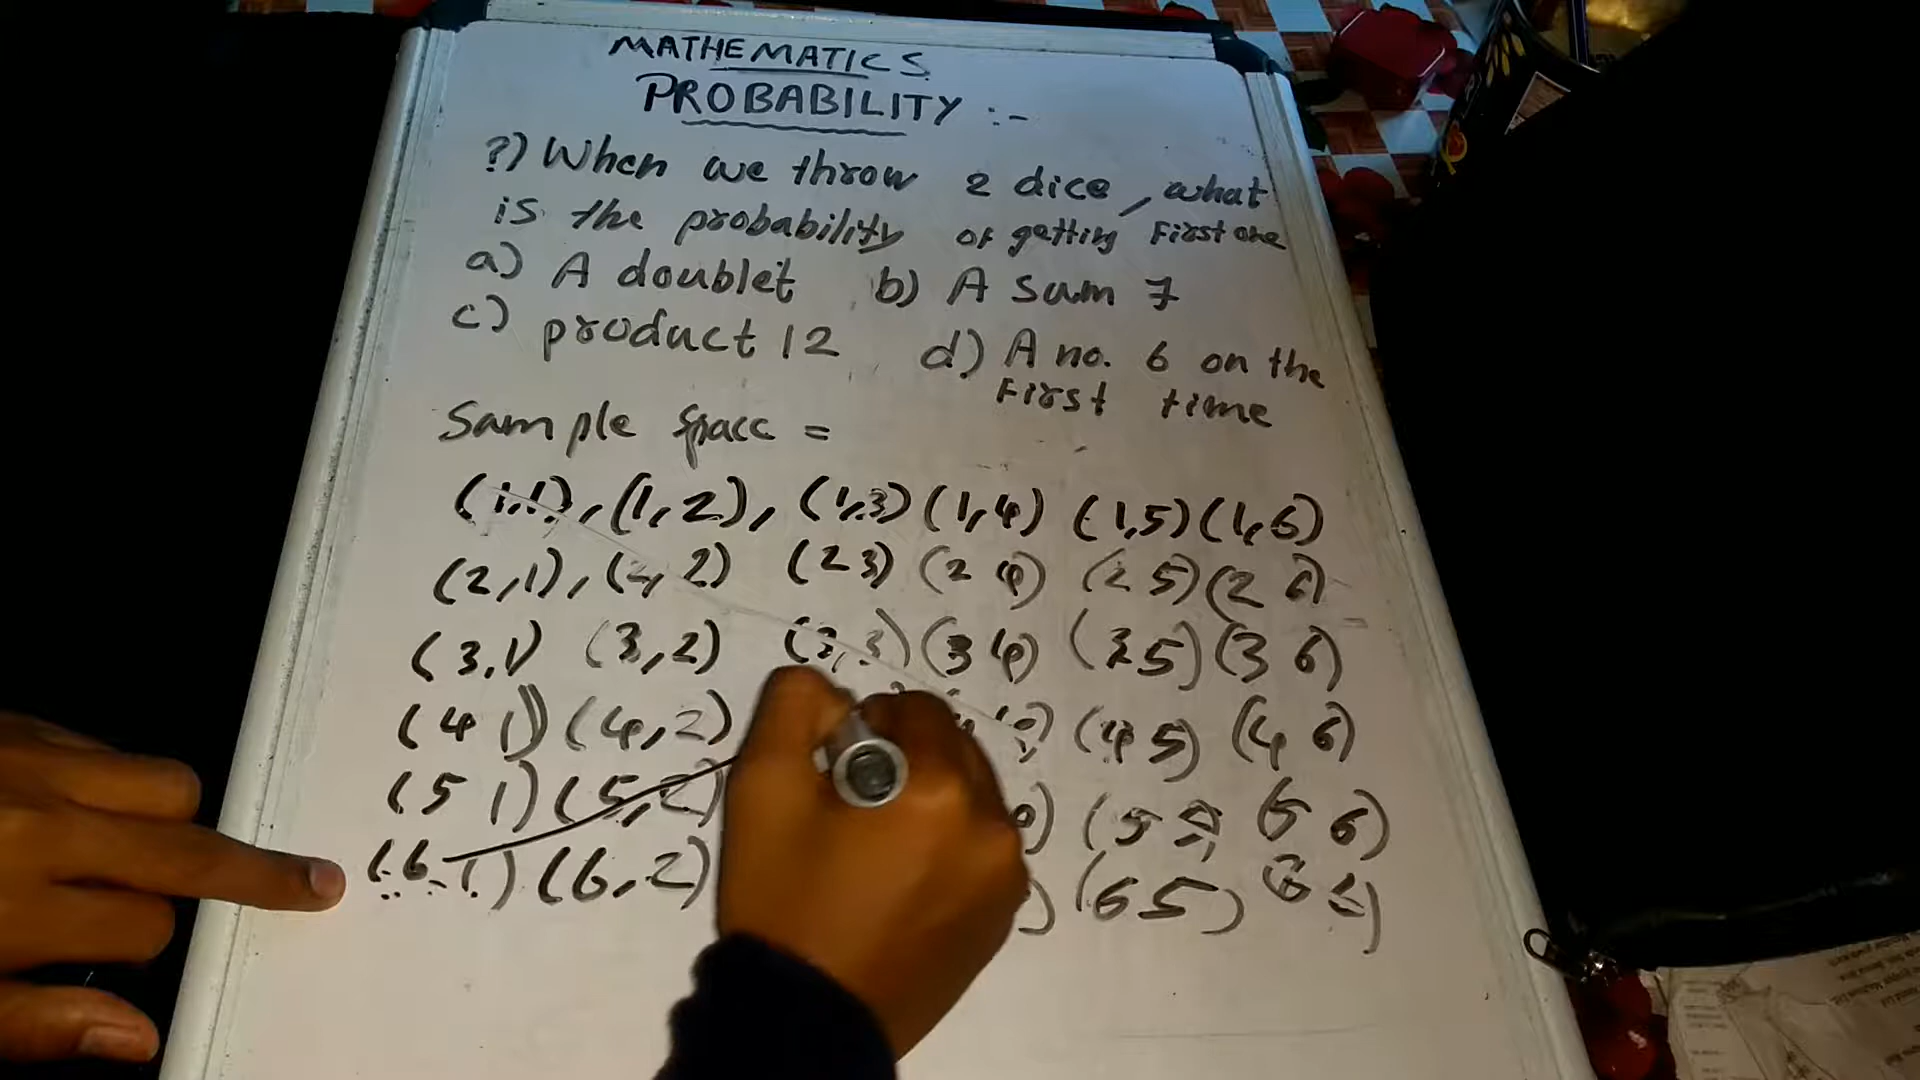 MATHEMATICS
PROBABILITY :-
?) When we throw 2 dice, what
is the probability of getting First one
a) A doublet b) A sum 7
c) product 12 d) A no. 6 on the
First time
Sample space =
(1,1), (1,2), (1,3) (1,4) (1,5) (1,6)
(2,1), (2,2) (2 3) (2 4) (2 5) (2 6)
(3,1) (3,2) (3,3) (3 4) (3 5) (3 6)
(4 1) (4,2) (4 5) (4 6)
(5 1) (5,2) (5 5) (5 6)
(6 1) (6,2) (6 5) (6 6)